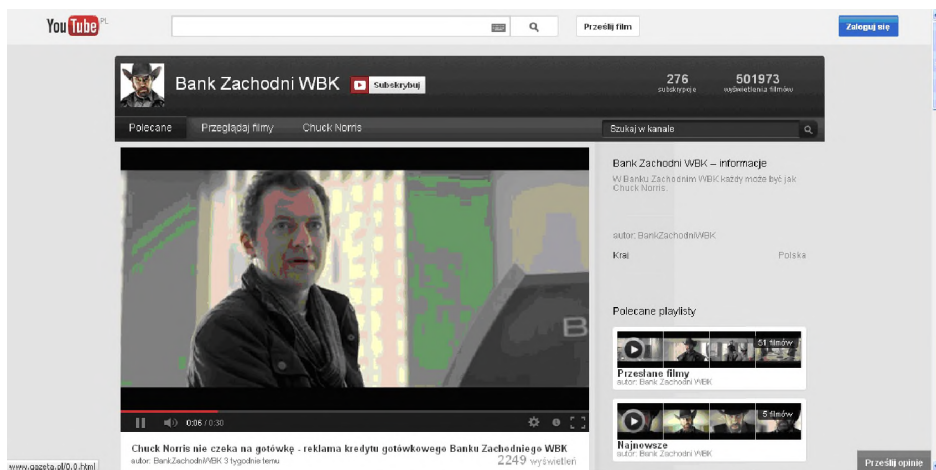 YouTube PL
Prześlij film
Zaloguj się
Bank Zachodni WBK
Subskrybuj
276
subskrypcje
501973
wyświetlenia filmów
Polecane
Przeglądaj filmy
Chuck Norris
Szukaj w kanale
B
0:06 / 0:30
Chuck Norris nie czeka na gotówkę - reklama kredytu gotówkowego Banku Zachodniego WBK
autor: BankZachodniWBK 3 tygodnie temu
2249 wyświetleń
Bank Zachodni WBK – informacje
W Banku Zachodnim WBK każdy może być jak
Chuck Norris.
autor: BankZachodniWBK
Kraj
Polska
Polecane playlisty
51 filmów
Przesłane filmy
autor: Bank Zachodni WBK
5 filmów
Najnowsze
autor: Bank Zachodni WBK
www.gazeta.pl/0,0.html
Prześlij opinię